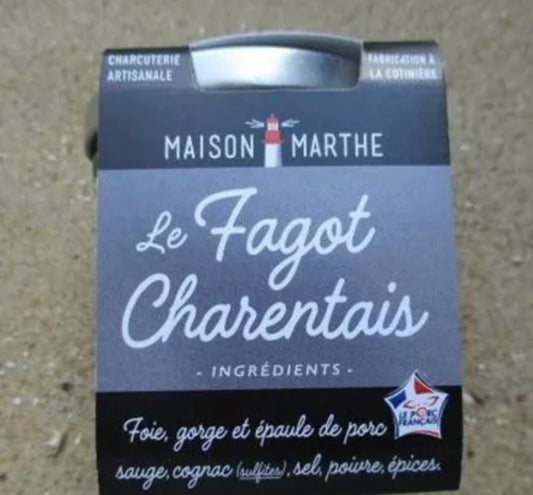 CHARCUTERIE
ARTISANALE
FABRICATION À
LA COTINIÈRE
MAISON MARTHE
Le Fagot
Charentais
- INGRÉDIENTS -
Foie, gorge et épaule de porc
LE PORC
FRANÇAIS
sauge, cognac (sulfites), sel, poivre, épices.